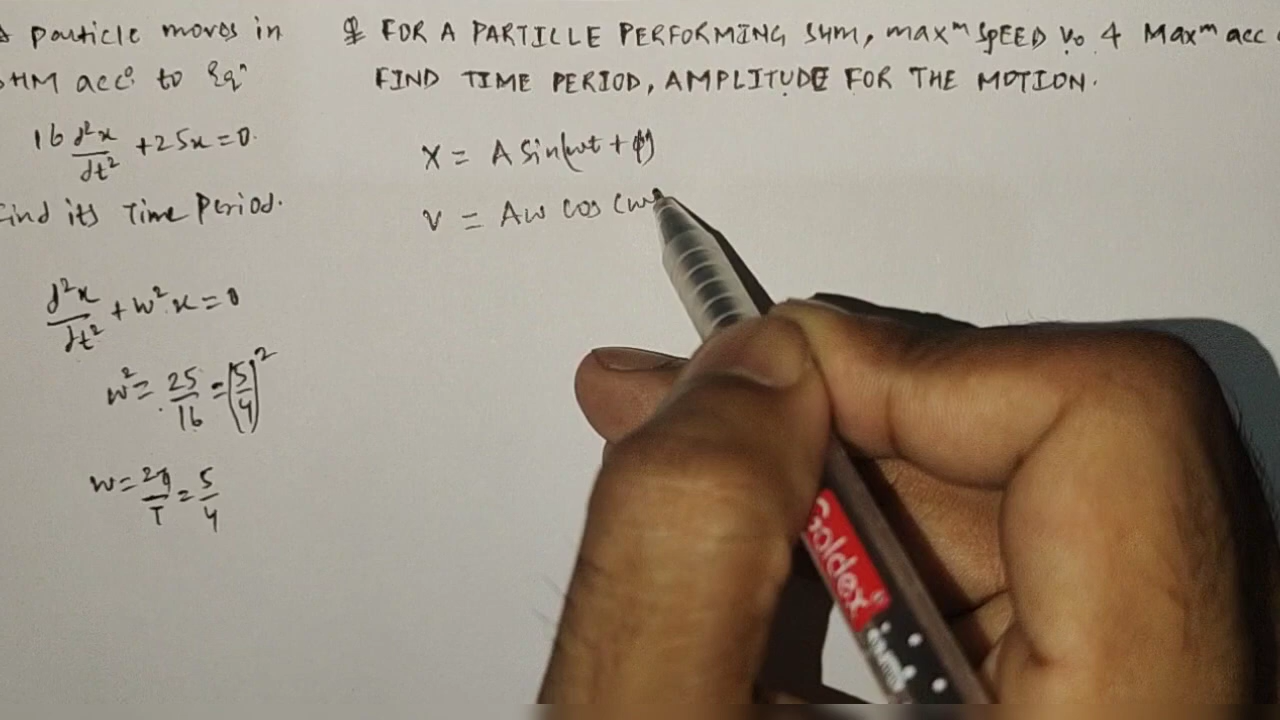 A particle moves in
SHM acc° to Eqⁿ
16 d²x/dt² + 25x = 0.
Find its Time Period.
d²x/dt² + w²x = 0
w² = 25/16 = (5/4)²
w = 2π/T = 5/4
Q FOR A PARTICLE PERFORMING SHM, maxᵐ SPEED V₀ & Maxᵐ acc
FIND TIME PERIOD, AMPLITUDE FOR THE MOTION.
X = A Sin(wt + ϕ)
V = Aw cos (w
Goldex